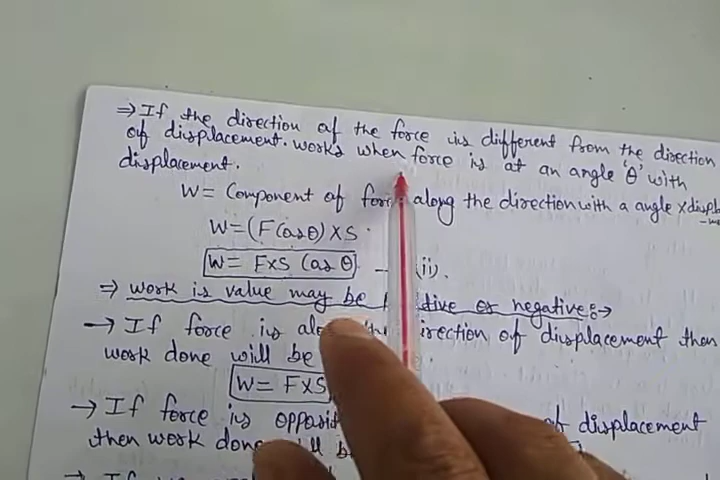 ⇒ If the direction of the force is different from the direction
of displacement. works when force is at an angle 'θ' with
displacement.
W = Component of along the direction with a angle x
W = (F Cos θ) X S.
W = F X S Cos θ (ii).
⇒ work is value may be or negative :→
→ If force is direction of displacement then
work done will be
W = F X S
→ If force is of displacement
then work done